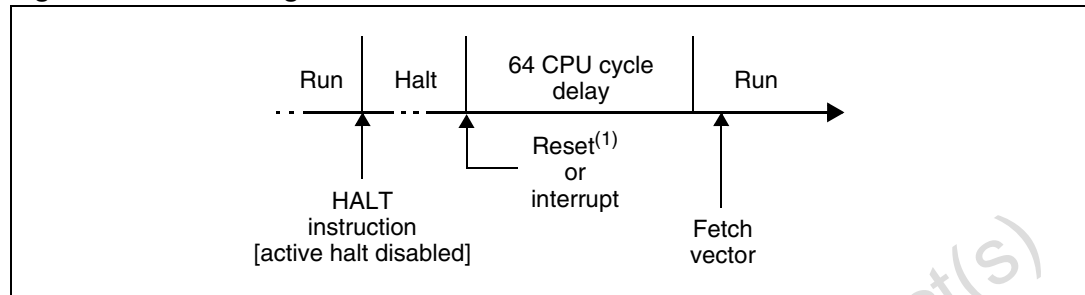 Run
Halt
64 CPU cycle
delay
Run
Reset(1)
or
interrupt
HALT
instruction
[active halt disabled]
Fetch
vector